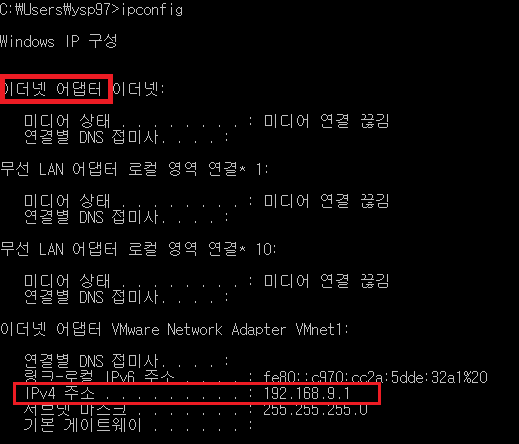 C:\Users\ysp97>ipconfig
Windows IP 구성
이더넷 어댑터 이더넷:
미디어 상태 . . . . . . . . : 미디어 연결 끊김
연결별 DNS 접미사. . . . :
무선 LAN 어댑터 로컬 영역 연결* 1:
미디어 상태 . . . . . . . . : 미디어 연결 끊김
연결별 DNS 접미사. . . . :
무선 LAN 어댑터 로컬 영역 연결* 10:
미디어 상태 . . . . . . . . : 미디어 연결 끊김
연결별 DNS 접미사. . . . :
이더넷 어댑터 VMware Network Adapter VMnet1:
연결별 DNS 접미사. . . . :
링크-로컬 IPv6 주소 . . . . : fe80::c970:cc2a:5dde:32a1%20
IPv4 주소 . . . . . . . . . : 192.168.9.1
서브넷 마스크 . . . . . . . : 255.255.255.0
기본 게이트웨이 . . . . . . :